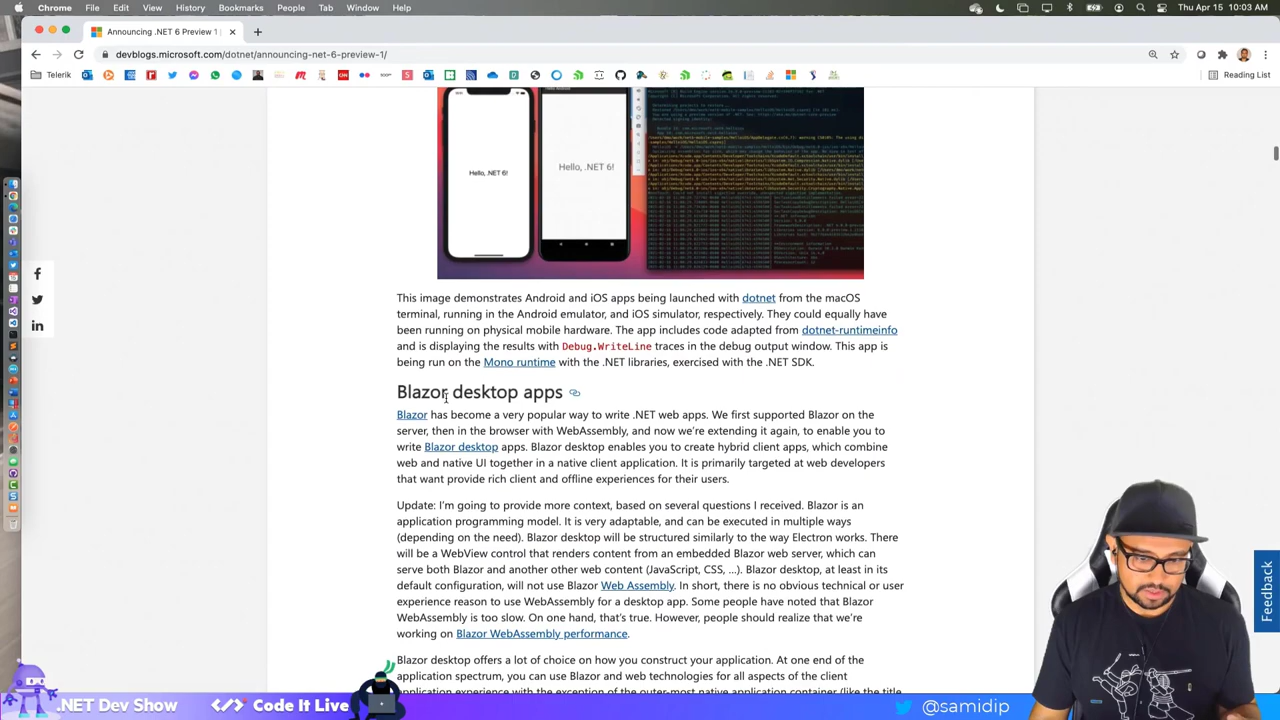 Chrome File Edit View History Bookmarks People Tab Window Help
Thu Apr 15 10:03 AM
Announcing .NET 6 Preview 1
devblogs.microsoft.com/dotnet/announcing-net-6-preview-1/
Telerik
Reading List
Hello, .NET 6!
Hello, .NET 6!
This image demonstrates Android and iOS apps being launched with dotnet from the macOS
terminal, running in the Android emulator, and iOS simulator, respectively. They could equally have
been running on physical mobile hardware. The app includes code adapted from dotnet-runtimeinfo
and is displaying the results with Debug.WriteLine traces in the debug output window. This app is
being run on the Mono runtime with the .NET libraries, exercised with the .NET SDK.
Blazor desktop apps
Blazor has become a very popular way to write .NET web apps. We first supported Blazor on the
server, then in the browser with WebAssembly, and now we're extending it again, to enable you to
write Blazor desktop apps. Blazor desktop enables you to create hybrid client apps, which combine
web and native UI together in a native client application. It is primarily targeted at web developers
that want provide rich client and offline experiences for their users.
Update: I'm going to provide more context, based on several questions I received. Blazor is an
application programming model. It is very adaptable, and can be executed in multiple ways
(depending on the need). Blazor desktop will be structured similarly to the way Electron works. There
will be a WebView control that renders content from an embedded Blazor web server, which can
serve both Blazor and another other web content (JavaScript, CSS, ...). Blazor desktop, at least in its
default configuration, will not use Blazor Web Assembly. In short, there is no obvious technical or user
experience reason to use WebAssembly for a desktop app. Some people have noted that Blazor
WebAssembly is too slow. On one hand, that's true. However, people should realize that we're
working on Blazor WebAssembly performance.
Blazor desktop offers a lot of choice on how you construct your application. At one end of the
application spectrum, you can use Blazor and web technologies for all aspects of the client
application experience with the exception of the outer-most native application container (like the title
Feedback
.NET Dev Show
Code It Live
@samidip